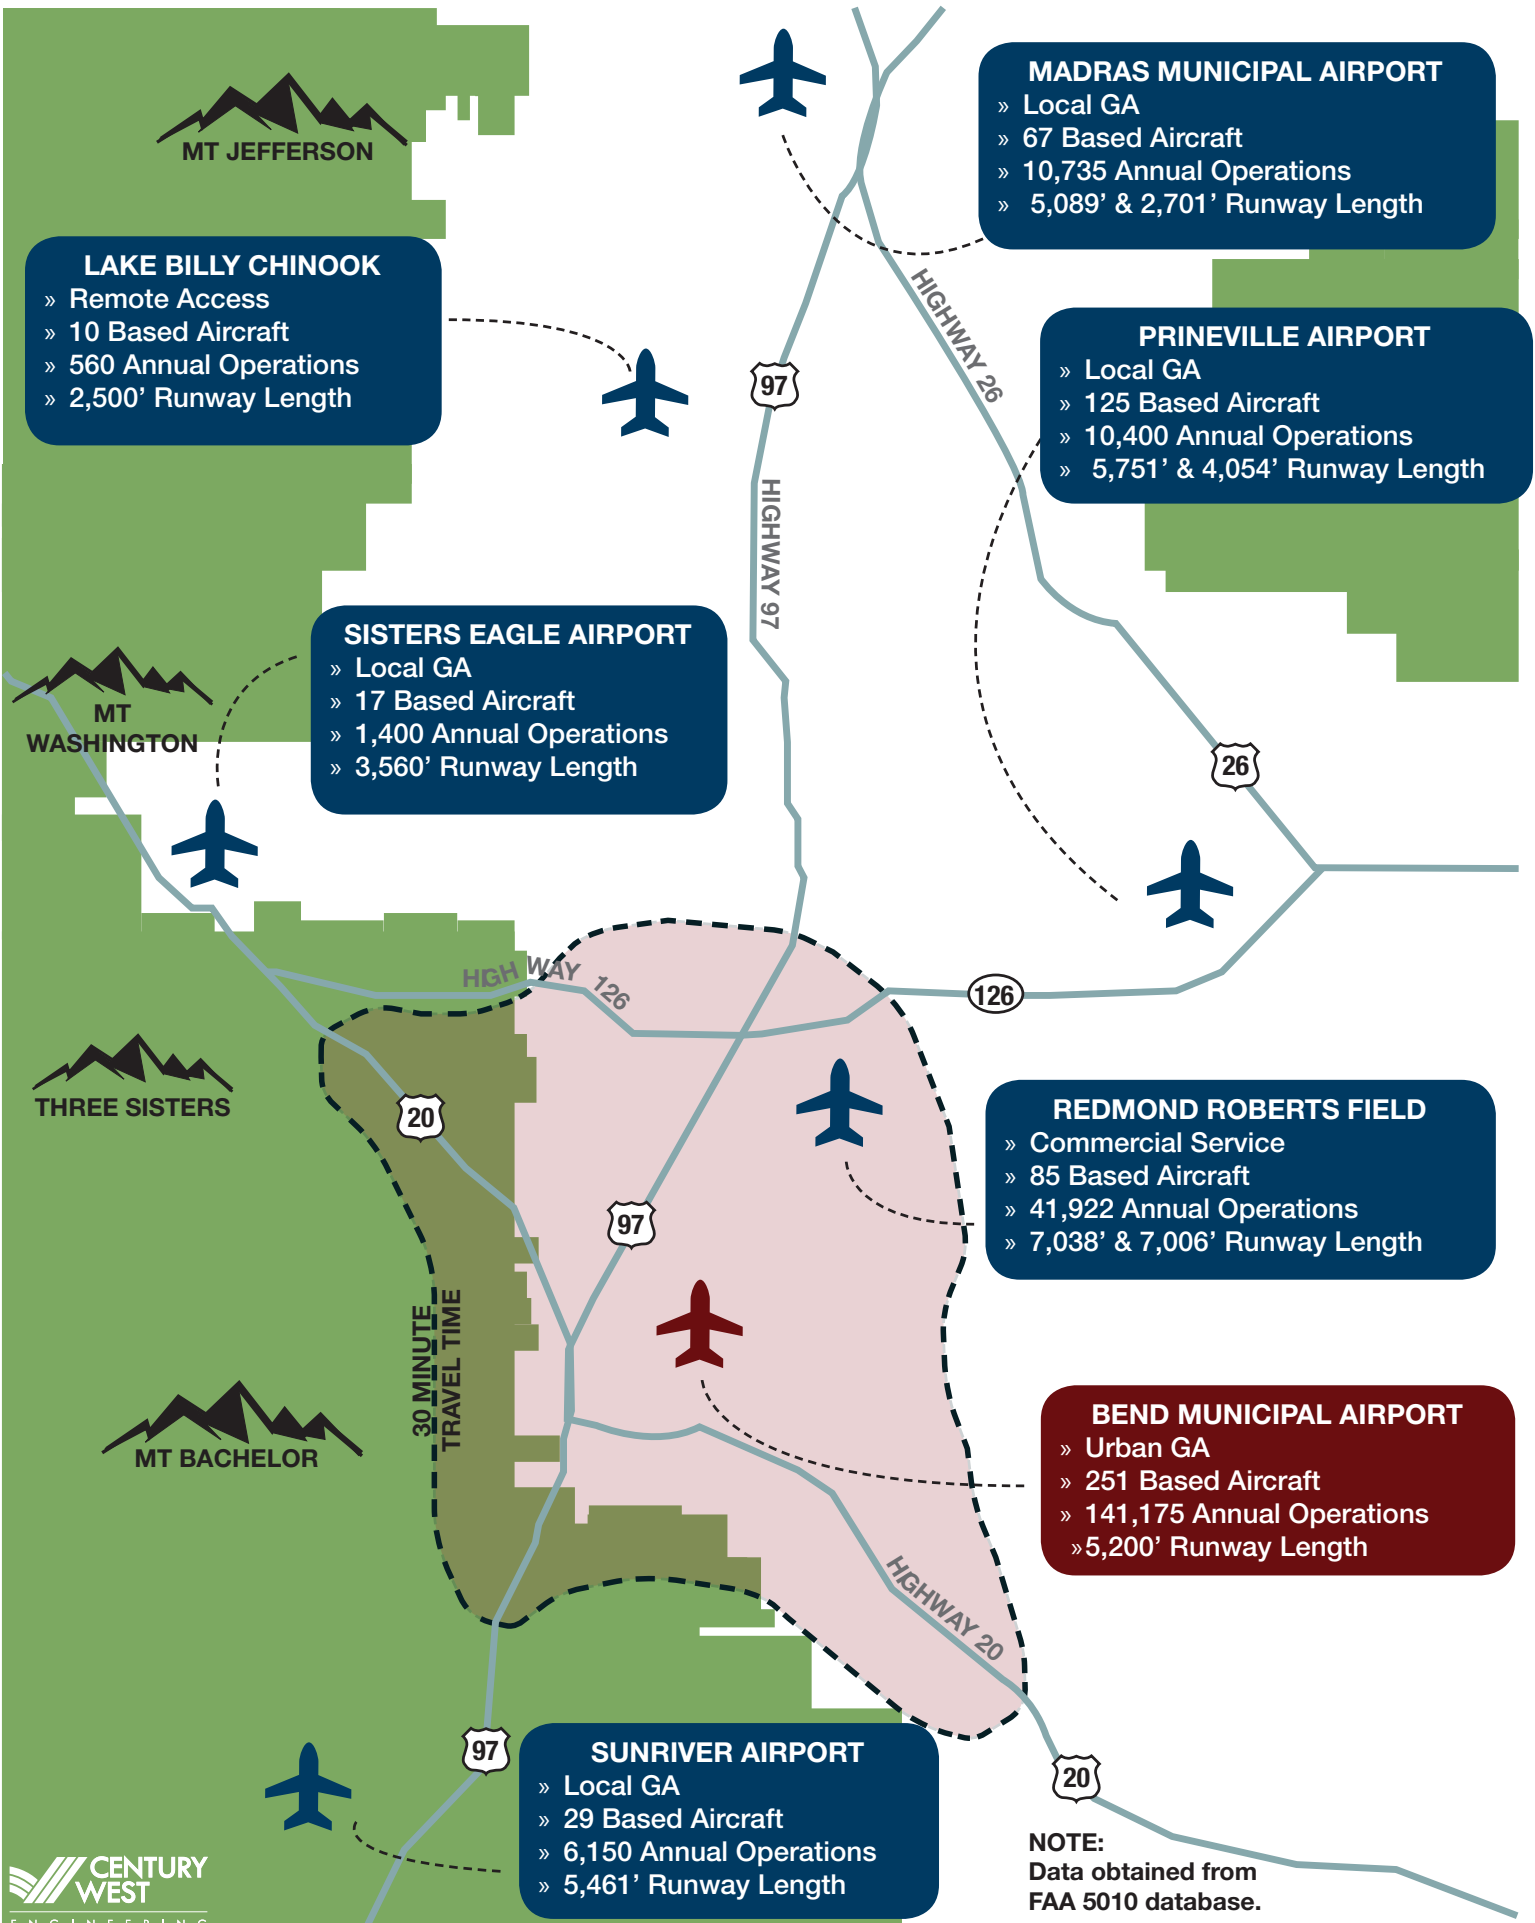 MADRAS MUNICIPAL AIRPORT
» Local GA
» 67 Based Aircraft
» 10,735 Annual Operations
» 5,089’ & 2,701’ Runway Length
MT JEFFERSON
LAKE BILLY CHINOOK
» Remote Access
» 10 Based Aircraft
» 560 Annual Operations
» 2,500’ Runway Length
HIGHWAY 26
97
PRINEVILLE AIRPORT
» Local GA
» 125 Based Aircraft
» 10,400 Annual Operations
» 5,751’ & 4,054’ Runway Length
HIGHWAY 97
SISTERS EAGLE AIRPORT
» Local GA
» 17 Based Aircraft
» 1,400 Annual Operations
» 3,560’ Runway Length
MT
WASHINGTON
26
HIGHWAY 126
126
THREE SISTERS
20
REDMOND ROBERTS FIELD
» Commercial Service
» 85 Based Aircraft
» 41,922 Annual Operations
» 7,038’ & 7,006’ Runway Length
97
30 MINUTE
TRAVEL TIME
MT BACHELOR
BEND MUNICIPAL AIRPORT
» Urban GA
» 251 Based Aircraft
» 141,175 Annual Operations
»5,200’ Runway Length
HIGHWAY 20
97
SUNRIVER AIRPORT
» Local GA
» 29 Based Aircraft
» 6,150 Annual Operations
» 5,461’ Runway Length
20
NOTE:
Data obtained from
FAA 5010 database.
CENTURY
WEST
ENGINEERING